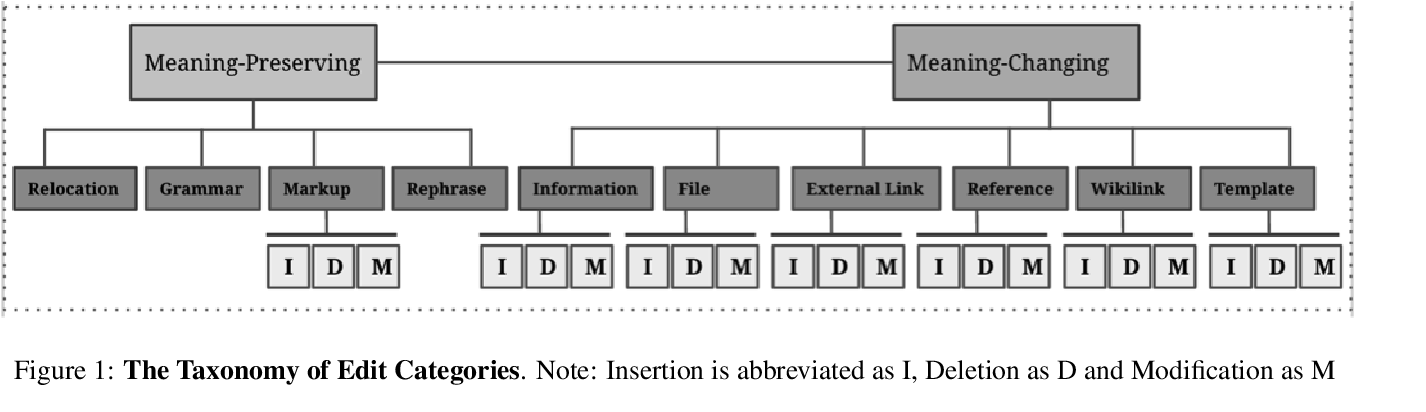 Meaning-Preserving Meaning-Changing
Relocation Grammar Markup Rephrase Information File External Link Reference Wikilink Template
I D M I D M I D M I D M I D M I D M I D M
Figure 1: The Taxonomy of Edit Categories. Note: Insertion is abbreviated as I, Deletion as D and Modification as M